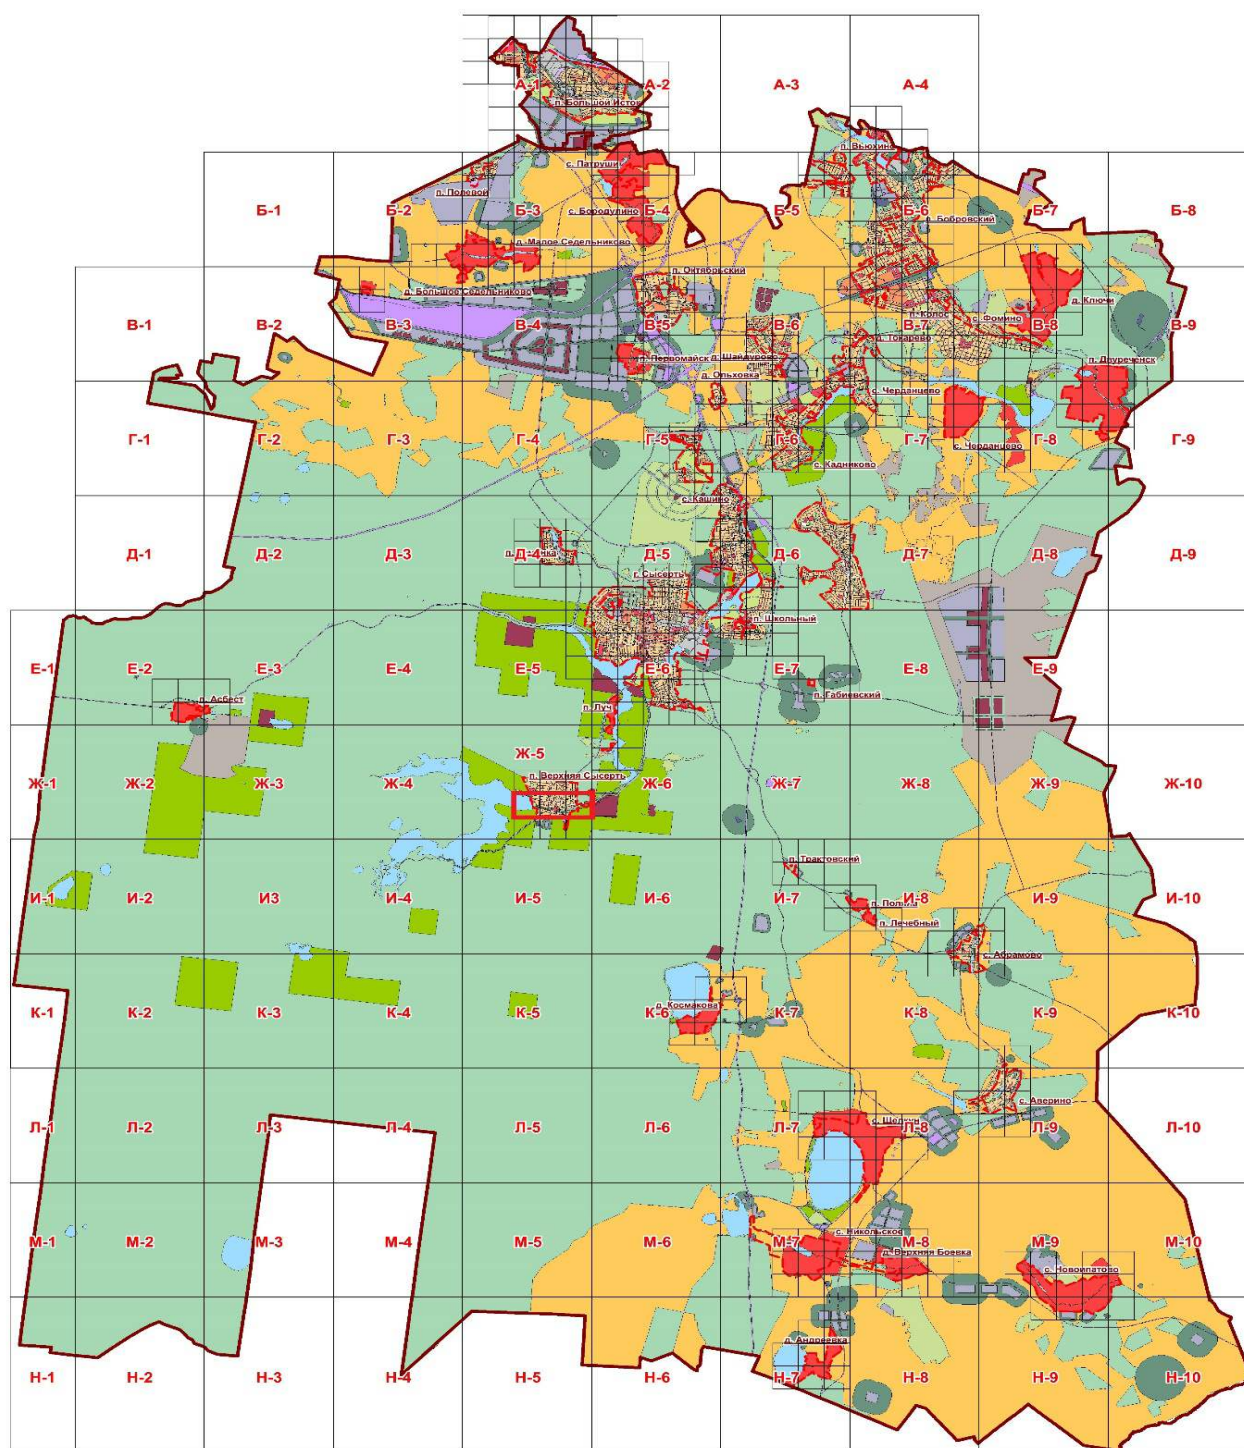 А-1 А-2 А-3 А-4
п. Большой Исток
п. Вьюхино
с. Патруши
п. Полевой
Б-1 Б-2 Б-3 Б-4 Б-5 Б-6 Б-7 Б-8
с. Бородулино
п. Бобровский
д. Малое Седельниково
п. Октябрьский
д. Большое Седельниково
д. Ключи
п. Колос
с. Фомино
В-1 В-2 В-3 В-4 В-5 В-6 В-7 В-8 В-9
д. Токарево
п. Первомайск
д. Шайдурово
п. Двуреченск
д. Ольховка
с. Черданцево
Г-1 Г-2 Г-3 Г-4 Г-5 Г-6 Г-7 Г-8 Г-9
с. Черданцево
с. Кадниково
с. Кашино
Д-1 Д-2 Д-3 Д-4 Д-5 Д-6 Д-7 Д-8 Д-9
г. Сысерть
п. Школьный
Е-1 Е-2 Е-3 Е-4 Е-5 Е-6 Е-7 Е-8 Е-9
п. Асбест
п. Габиевский
п. Луч
Ж-5
п. Верхняя Сысерть
Ж-1 Ж-2 Ж-3 Ж-4 Ж-6 Ж-7 Ж-8 Ж-9 Ж-10
п. Трактовский
И-1 И-2 И3 И-4 И-5 И-6 И-7 И-8 И-9 И-10
п. Лечебный
с. Абрамово
д. Космакова
К-1 К-2 К-3 К-4 К-5 К-6 К-7 К-8 К-9 К-10
с. Аверино
с. Щелкун
Л-1 Л-2 Л-3 Л-4 Л-5 Л-6 Л-7 Л-8 Л-9 Л-10
с. Никольское
М-1 М-2 М-3 М-4 М-5 М-6 М-7 М-8 М-9 М-10
д. Верхняя Боевка
с. Новоипатово
д. Андреевка
Н-1 Н-2 Н-3 Н-4 Н-5 Н-6 Н-7 Н-8 Н-9 Н-10